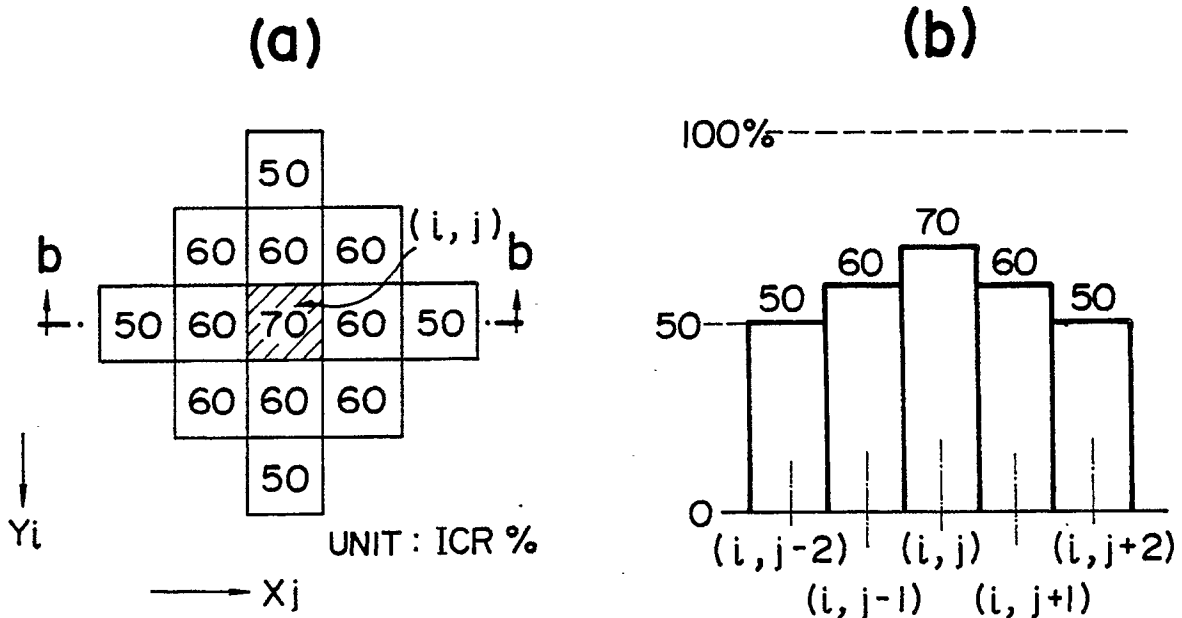 (a)
50
60 60 60
(i, j)
b b
50 60 70 60 50
60 60 60
50
Yi
UNIT : ICR %
Xj
(b)
100%
70
60 60
50 50
50
0
(i, j-2) (i, j) (i, j+2)
(i, j-1) (i, j+1)